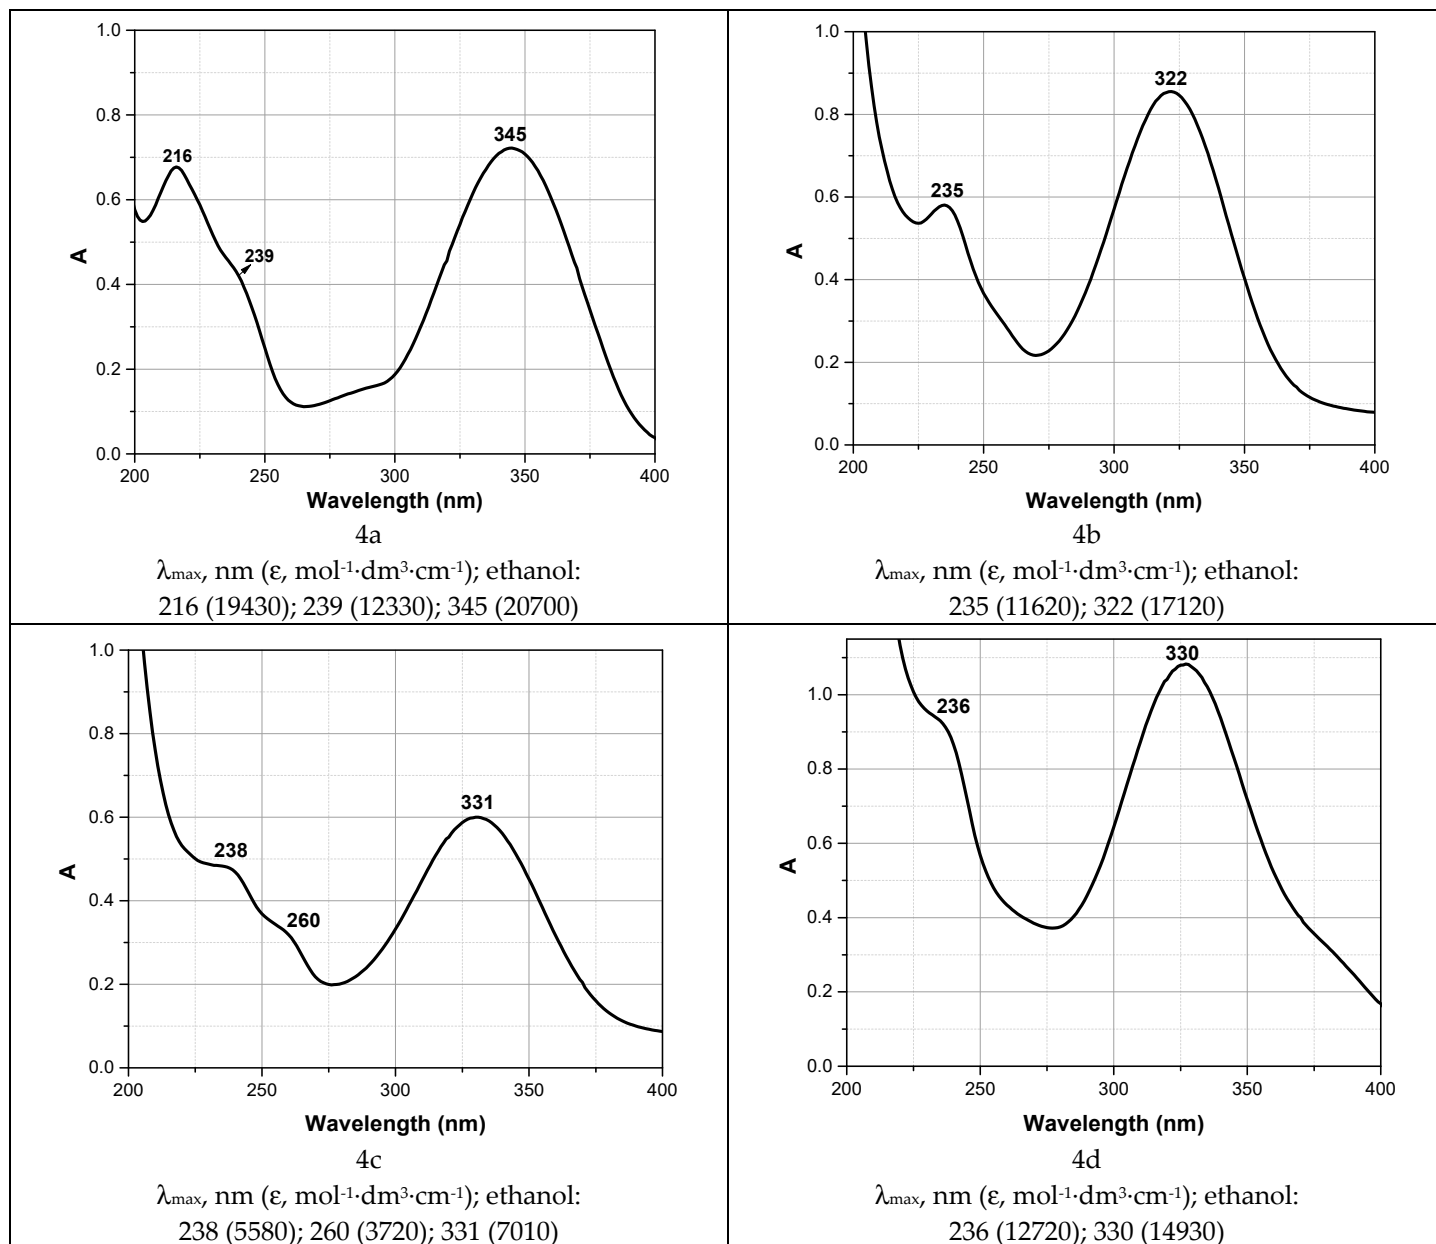 1.0
0.8
0.6
0.4
0.2
0.0
A
216
239
345
200
250
300
350
400
Wavelength (nm)
4a
λmax, nm (ε, mol-1·dm3·cm-1); ethanol:
216 (19430); 239 (12330); 345 (20700)
1.0
0.8
0.6
0.4
0.2
0.0
A
235
322
200
250
300
350
400
Wavelength (nm)
4b
λmax, nm (ε, mol-1·dm3·cm-1); ethanol:
235 (11620); 322 (17120)
1.0
0.8
0.6
0.4
0.2
0.0
A
238
260
331
200
250
300
350
400
Wavelength (nm)
4c
λmax, nm (ε, mol-1·dm3·cm-1); ethanol:
238 (5580); 260 (3720); 331 (7010)
1.0
0.8
0.6
0.4
0.2
0.0
A
236
330
200
250
300
350
400
Wavelength (nm)
4d
λmax, nm (ε, mol-1·dm3·cm-1); ethanol:
236 (12720); 330 (14930)